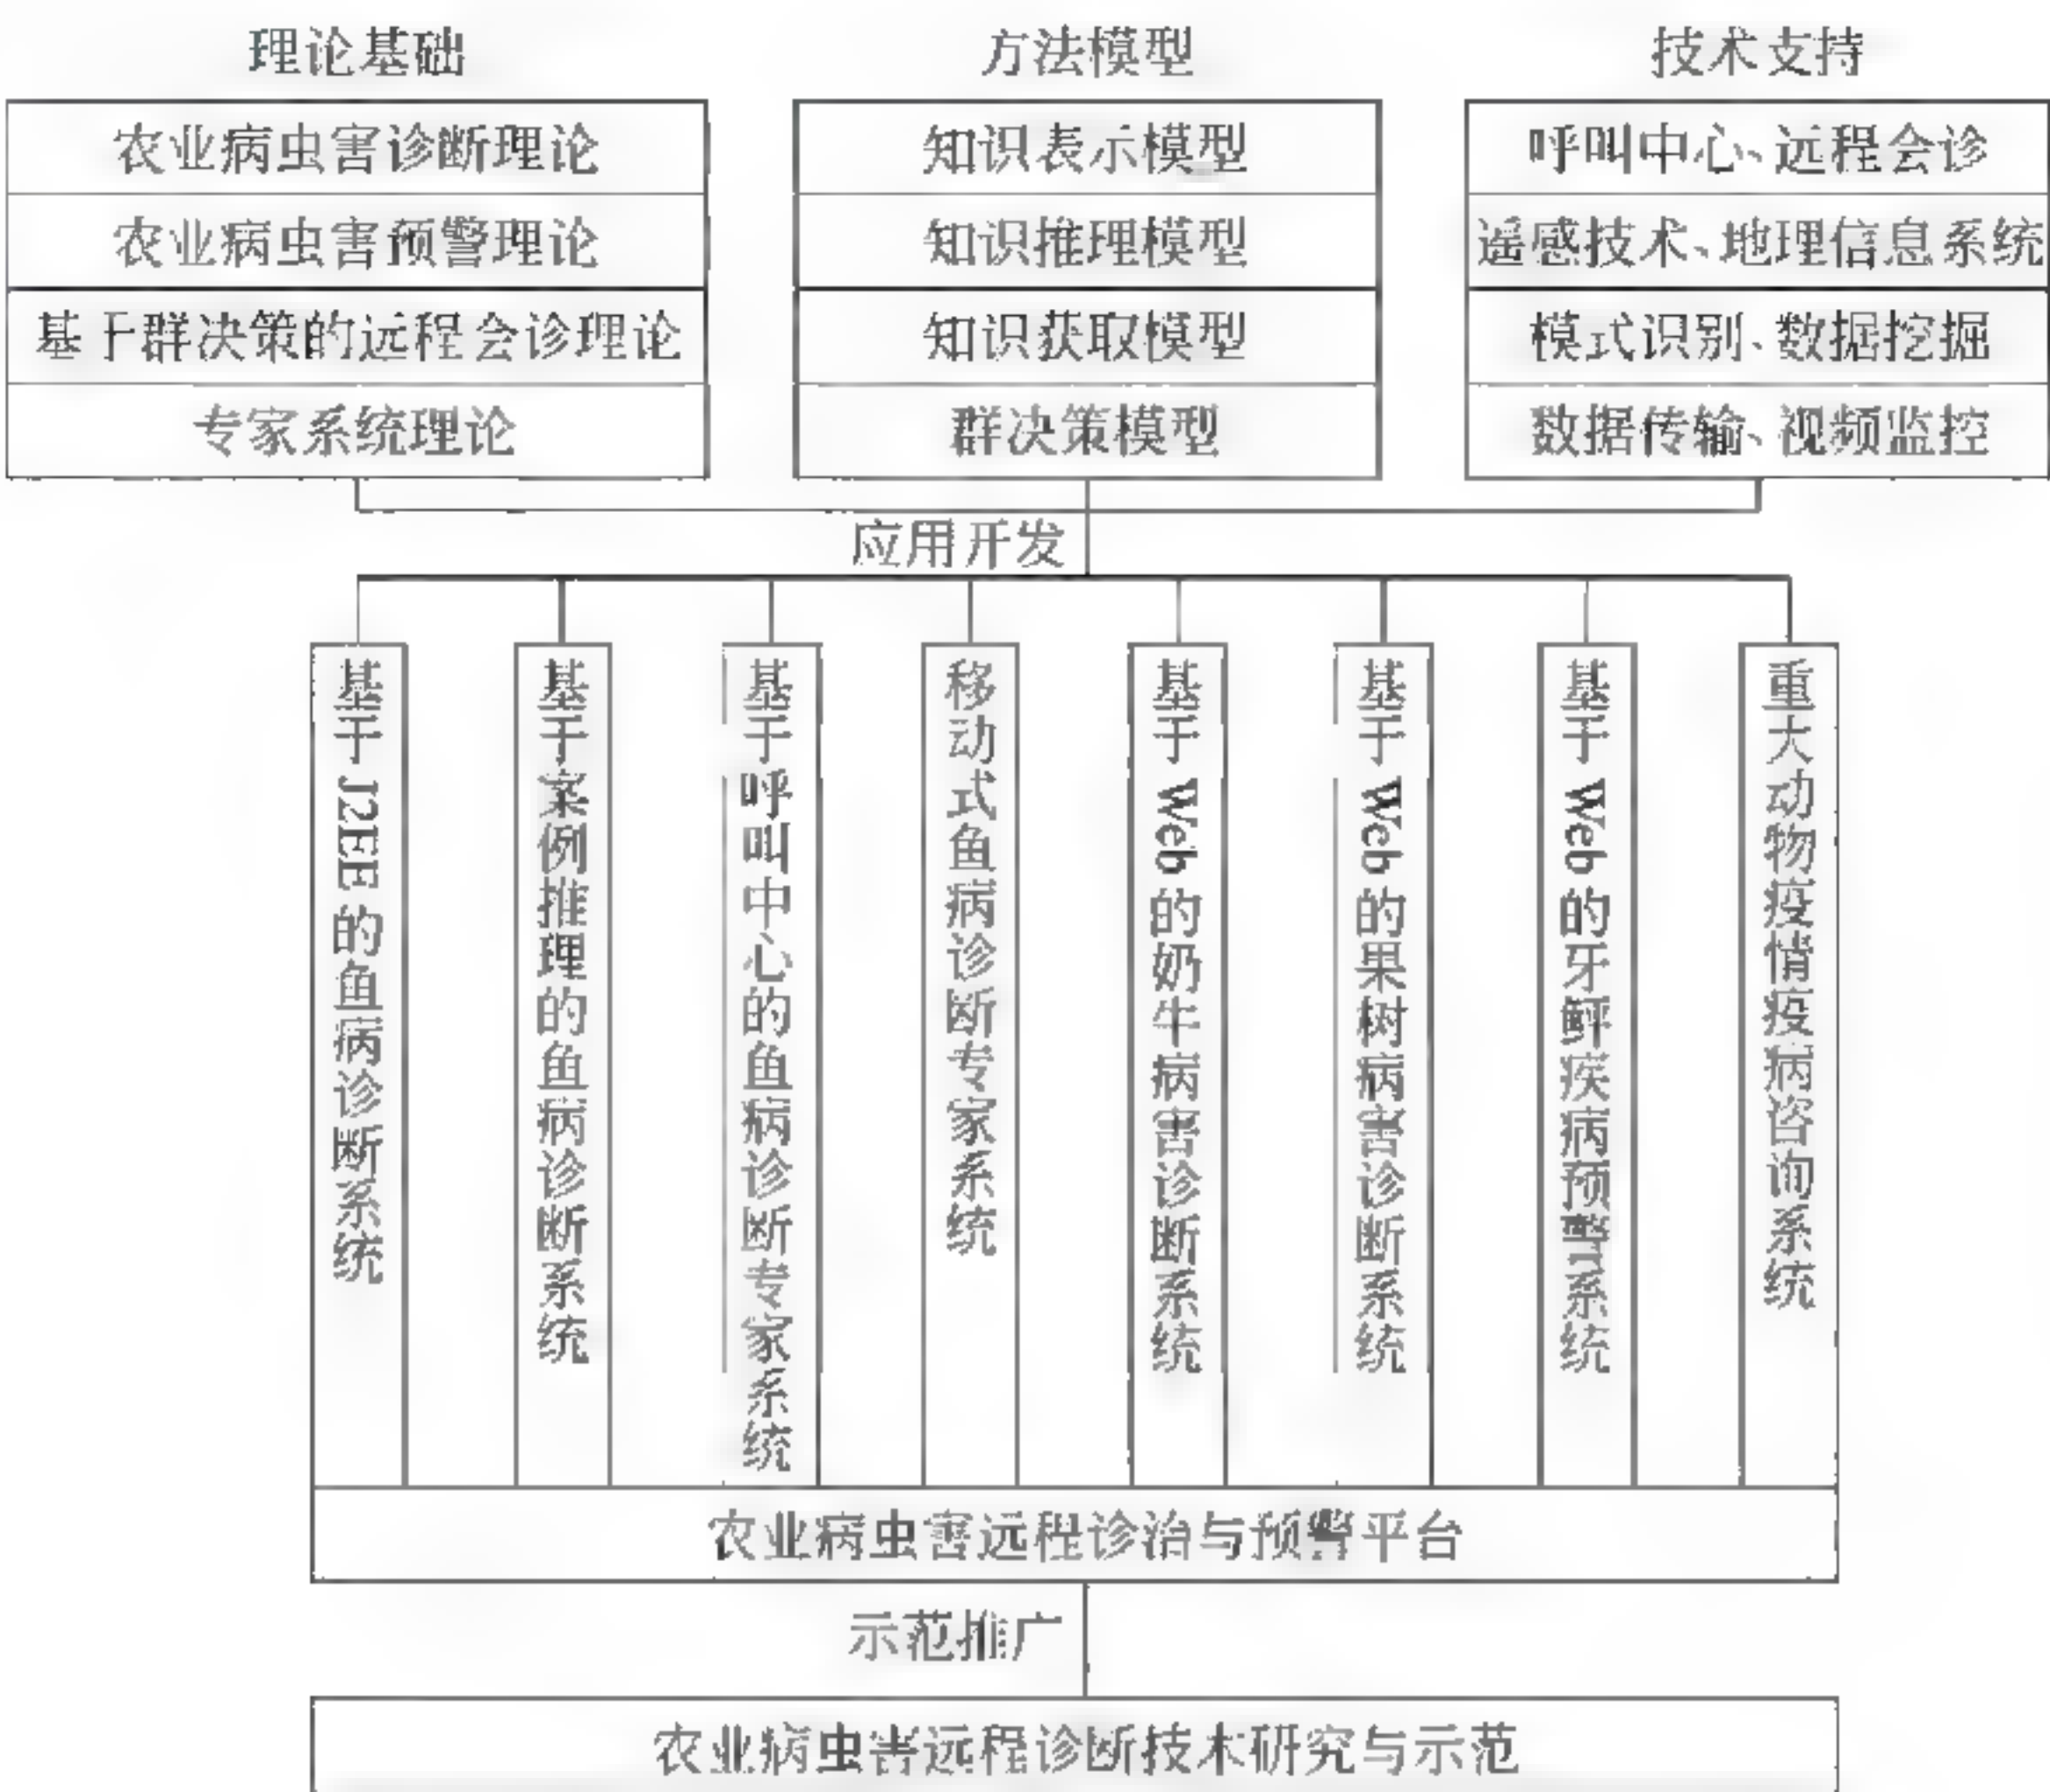 理论基础
农业病虫害诊断理论
农业病虫害预警理论
基于群决策的远程会诊理论
专家系统理论
方法模型
知识表示模型
知识推理模型
知识获取模型
群决策模型
技术支持
呼叫中心、远程会诊
遥感技术、地理信息系统
模式识别、数据挖掘
数据传输、视频监控
应用开发
基于J2EE的鱼病诊断系统
基于案例推理的鱼病诊断系统
基于呼叫中心的鱼病诊断专家系统
移动式鱼病诊断专家系统
基于Web的奶牛病害诊断系统
基于Web的果树病害诊断系统
基于Web的牙鲆疾病预警系统
重大动物疫情疫病咨询系统
农业病虫害远程诊治与预警平台
示范推广
农业病虫害远程诊断技术研究与示范